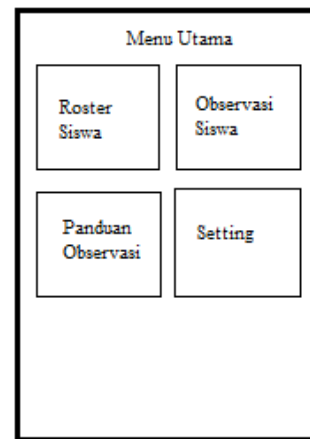 Menu Utama
Roster
Siswa
Observasi
Siswa
Panduan
Observasi
Setting